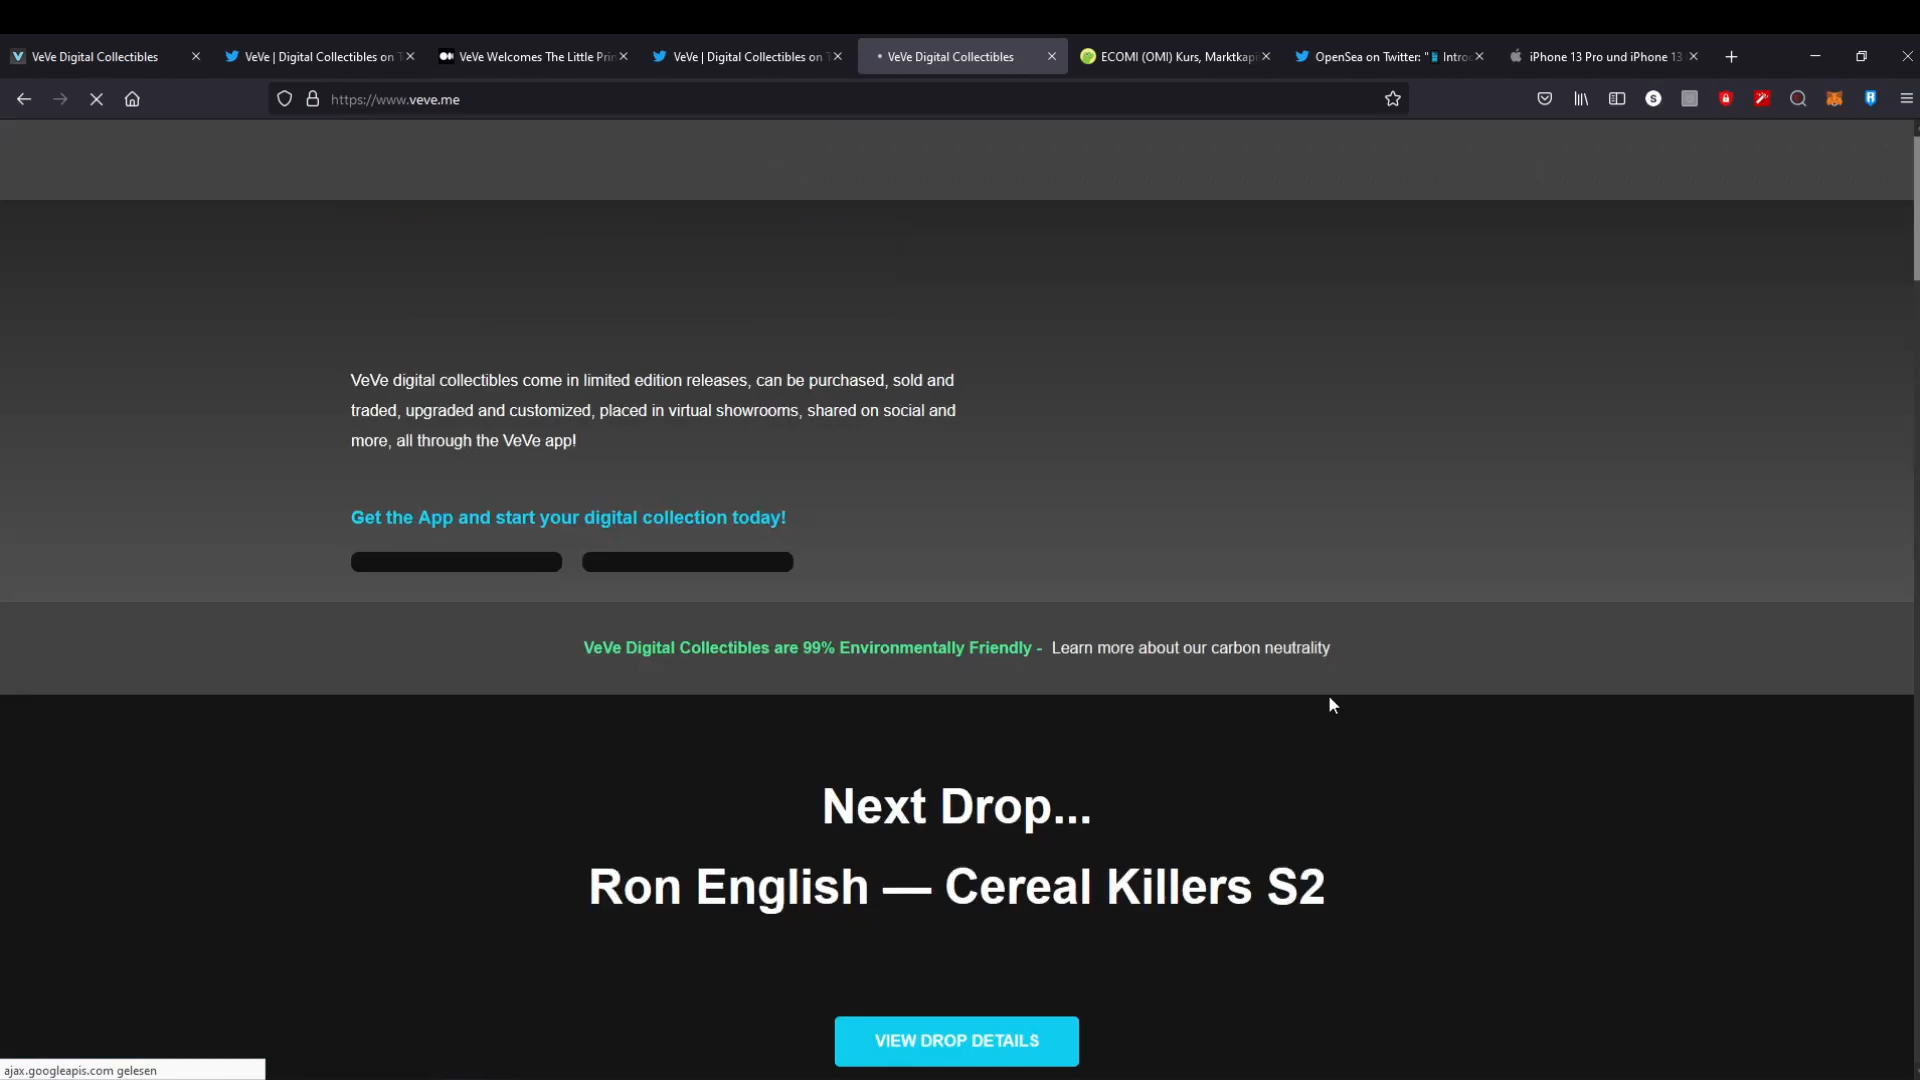 VeVe Digital Collectibles
VeVe | Digital Collectibles on T
VeVe Welcomes The Little Prin
VeVe | Digital Collectibles on T
VeVe Digital Collectibles
ECOMI (OMI) Kurs, Marktkapi
OpenSea on Twitter: " Introd
iPhone 13 Pro und iPhone 13
https://www.veve.me
VeVe digital collectibles come in limited edition releases, can be purchased, sold and
traded, upgraded and customized, placed in virtual showrooms, shared on social and
more, all through the VeVe app!
Get the App and start your digital collection today!
VeVe Digital Collectibles are 99% Environmentally Friendly - Learn more about our carbon neutrality
Next Drop...
Ron English — Cereal Killers S2
VIEW DROP DETAILS
ajax.googleapis.com gelesen